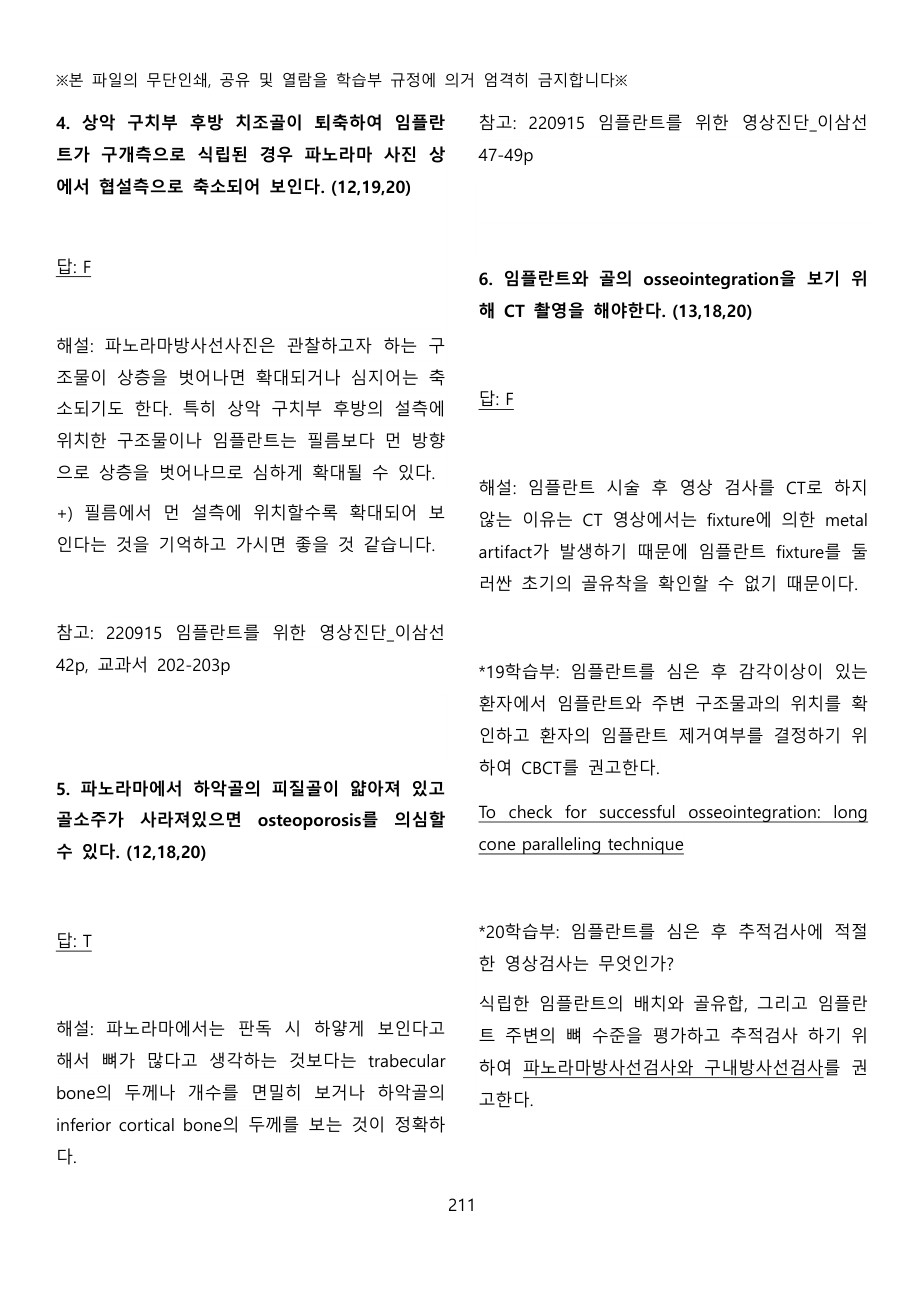 ※본 파일의 무단인쇄, 공유 및 열람을 학습부 규정에 의거 엄격히 금지합니다※
4. 상악 구치부 후방 치조골이 퇴축하여 임플란
트가 구개측으로 식립된 경우 파노라마 사진 상
에서 협설측으로 축소되어 보인다. (12,19,20)
답: F
해설: 파노라마방사선사진은 관찰하고자 하는 구
조물이 상층을 벗어나면 확대되거나 심지어는 축
소되기도 한다. 특히 상악 구치부 후방의 설측에
위치한 구조물이나 임플란트는 필름보다 먼 방향
으로 상층을 벗어나므로 심하게 확대될 수 있다.
+) 필름에서 먼 설측에 위치할수록 확대되어 보
인다는 것을 기억하고 가시면 좋을 것 같습니다.
참고: 220915 임플란트를 위한 영상진단_이삼선
42p, 교과서 202-203p
5. 파노라마에서 하악골의 피질골이 얇아져 있고
골소주가 사라져있으면 osteoporosis를 의심할
수 있다. (12,18,20)
답: T
해설: 파노라마에서는 판독 시 하얗게 보인다고
해서 뼈가 많다고 생각하는 것보다는 trabecular
bone의 두께나 개수를 면밀히 보거나 하악골의
inferior cortical bone의 두께를 보는 것이 정확하
다.
참고: 220915 임플란트를 위한 영상진단_이삼선
47-49p
6. 임플란트와 골의 osseointegration을 보기 위
해 CT 촬영을 해야한다. (13,18,20)
답: F
해설: 임플란트 시술 후 영상 검사를 CT로 하지
않는 이유는 CT 영상에서는 fixture에 의한 metal
artifact가 발생하기 때문에 임플란트 fixture를 둘
러싼 초기의 골유착을 확인할 수 없기 때문이다.
*19학습부: 임플란트를 심은 후 감각이상이 있는
환자에서 임플란트와 주변 구조물과의 위치를 확
인하고 환자의 임플란트 제거여부를 결정하기 위
하여 CBCT를 권고한다.
To check for successful osseointegration: long
cone paralleling technique
*20학습부: 임플란트를 심은 후 추적검사에 적절
한 영상검사는 무엇인가?
식립한 임플란트의 배치와 골유합, 그리고 임플란
트 주변의 뼈 수준을 평가하고 추적검사 하기 위
하여 파노라마방사선검사와 구내방사선검사를 권
고한다.
211